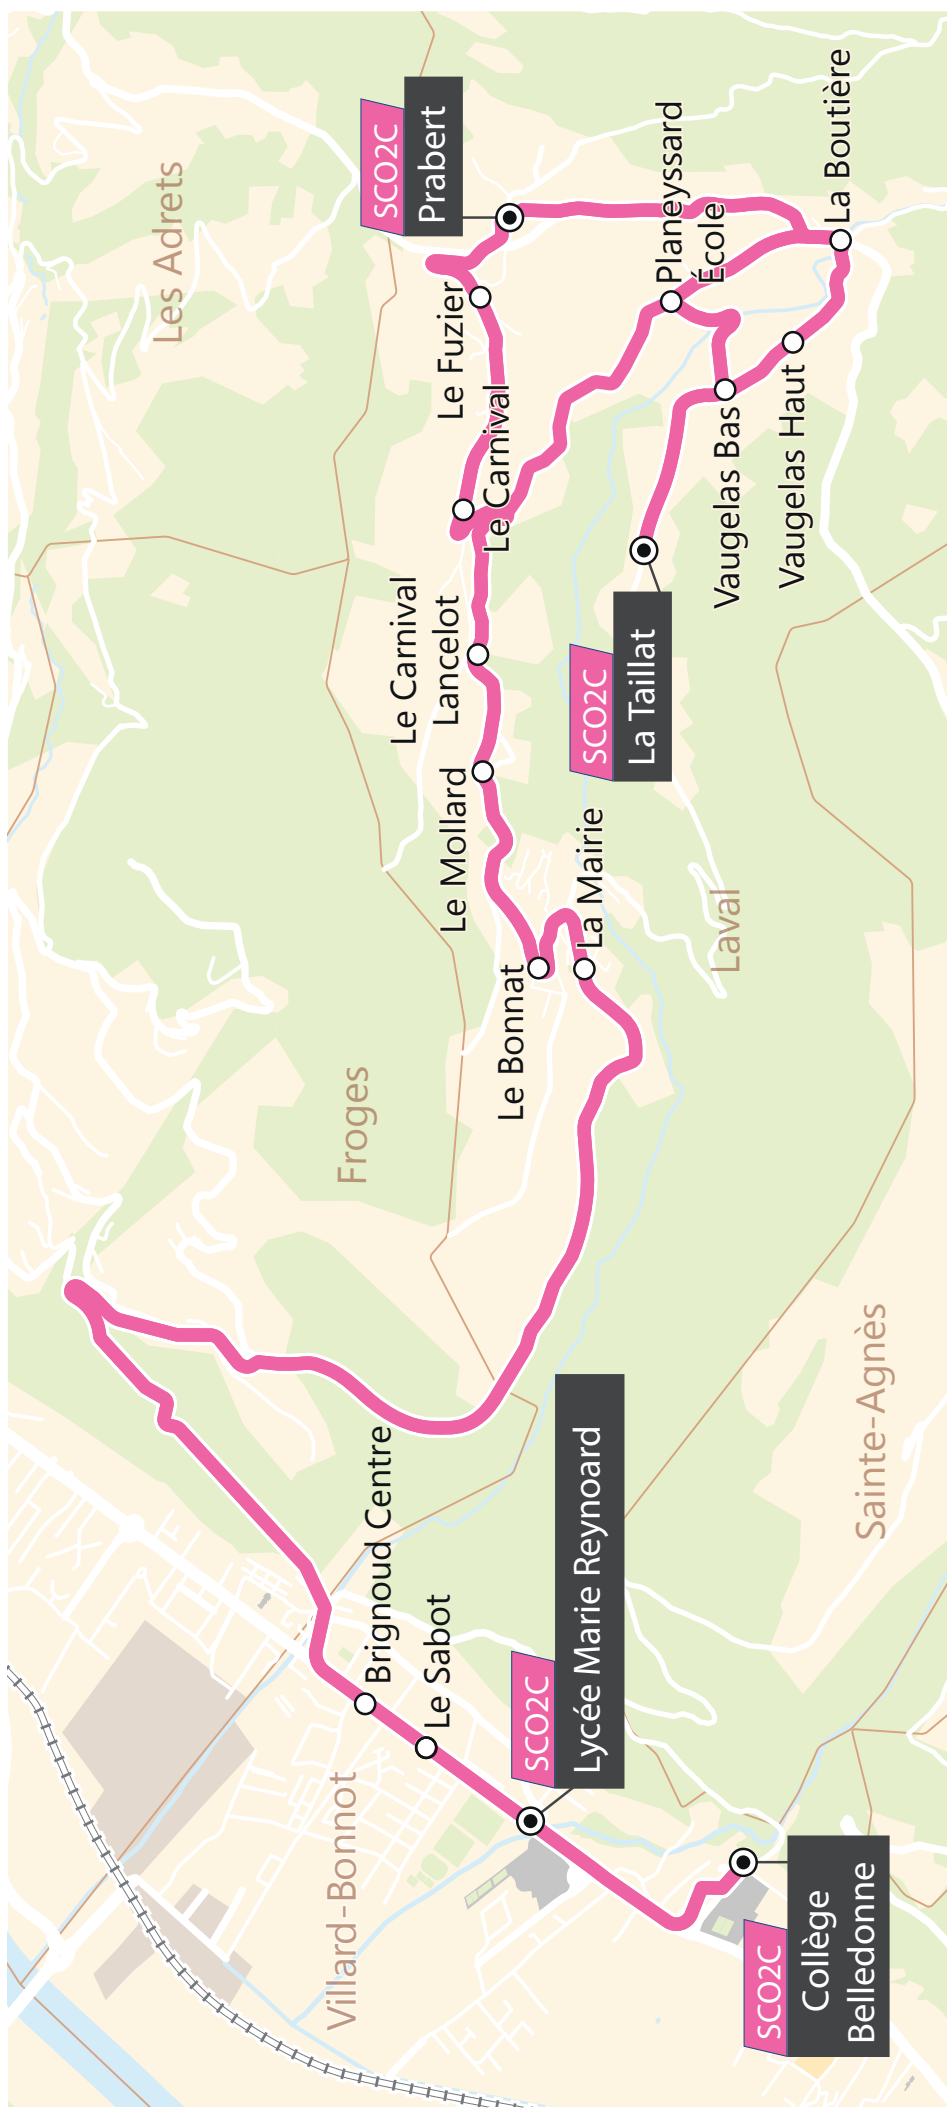 Villard-Bonnot
Froges
Les Adrets
Brignoud Centre
Le Sabot
SCO2C
Lycée Marie Reynoard
SCO2C
Collège
Belledonne
Sainte-Agnès
Laval
Le Bonnat
La Mairie
Le Mollard
Le Carnival
Lancelot
Le Carnival
Le Fuzier
SCO2C
Prabert
SCO2C
La Taillat
Vaugelas Bas
Vaugelas Haut
Planeyssard
École
La Boutière